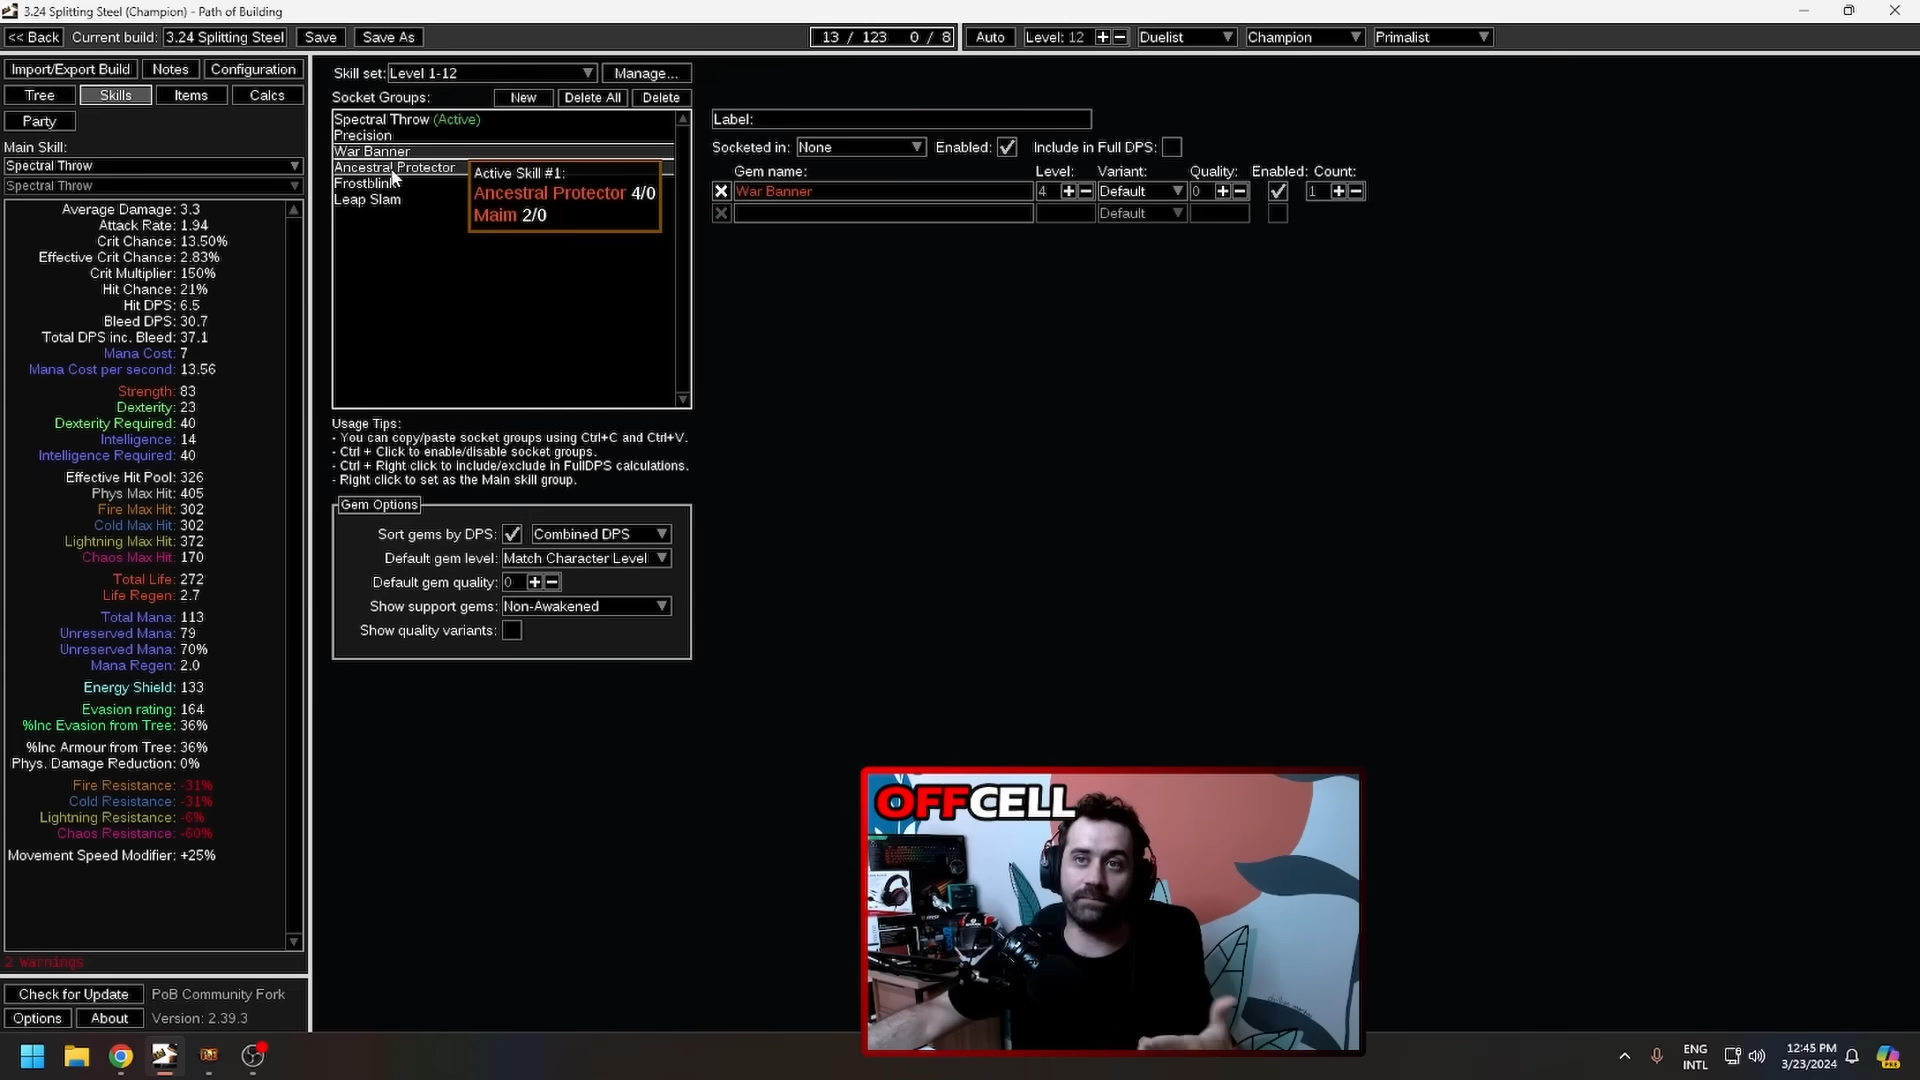 3.24 Splitting Steel (Champion) - Path of Building
<< Back Current build: 3.24 Splitting Steel Save Save As 13 / 123 0 / 8 Auto Level: 12 Duelist Champion Primalist
Import/Export Build Notes Configuration
Tree Skills Items Calcs
Party
Main Skill:
Spectral Throw
Spectral Throw
Average Damage: 3.3
Attack Rate: 1.94
Crit Chance: 13.50%
Effective Crit Chance: 2.83%
Crit Multiplier: 150%
Hit Chance: 21%
Hit DPS: 6.5
Bleed DPS: 30.7
Total DPS inc. Bleed: 37.1
Mana Cost: 7
Mana Cost per second: 13.56
Strength: 83
Dexterity: 23
Dexterity Required: 40
Intelligence: 14
Intelligence Required: 40
Effective Hit Pool: 326
Phys Max Hit: 405
Fire Max Hit: 302
Cold Max Hit: 302
Lightning Max Hit: 372
Chaos Max Hit: 170
Total Life: 272
Life Regen: 2.7
Total Mana: 113
Unreserved Mana: 79
Unreserved Mana: 70%
Mana Regen: 2.0
Energy Shield: 133
Evasion rating: 164
%Inc Evasion from Tree: 36%
%Inc Armour from Tree: 36%
Phys. Damage Reduction: 0%
Fire Resistance: -31%
Cold Resistance: -31%
Lightning Resistance: -6%
Chaos Resistance: -60%
Movement Speed Modifier: +25%
2 Warnings
Check for Update PoB Community Fork
Options About Version: 2.39.3
Skill set: Level 1-12 Manage...
Socket Groups: New Delete All Delete
Spectral Throw (Active)
Precision
War Banner
Ancestral Protector
Frostblink
Leap Slam
Active Skill #1:
Ancestral Protector 4/0
Maim 2/0
Usage Tips:
- You can copy/paste socket groups using Ctrl+C and Ctrl+V.
- Ctrl + Click to enable/disable socket groups.
- Ctrl + Right click to include/exclude in FullDPS calculations.
- Right click to set as the Main skill group.
Gem Options
Sort gems by DPS: Combined DPS
Default gem level: Match Character Level
Default gem quality: 0
Show support gems: Non-Awakened
Show quality variants:
Label:
Socketed in: None Enabled: Include in Full DPS:
Gem name: Level: Variant: Quality: Enabled: Count:
War Banner 4 Default 0 1
Default
OFFCELL
ENG
INTL
12:45 PM
3/23/2024